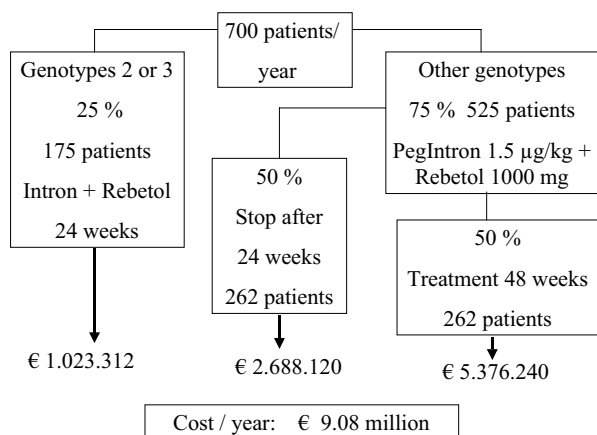 700 patients/
year
Genotypes 2 or 3
25 %
175 patients
Intron + Rebetol
24 weeks
€ 1.023.312
Other genotypes
75 %  525 patients
PegIntron 1.5 µg/kg +
Rebetol 1000 mg
50 %
Stop after
24 weeks
262 patients
€ 2.688.120
50 %
Treatment 48 weeks
262 patients
€ 5.376.240
Cost / year:   €  9.08 million